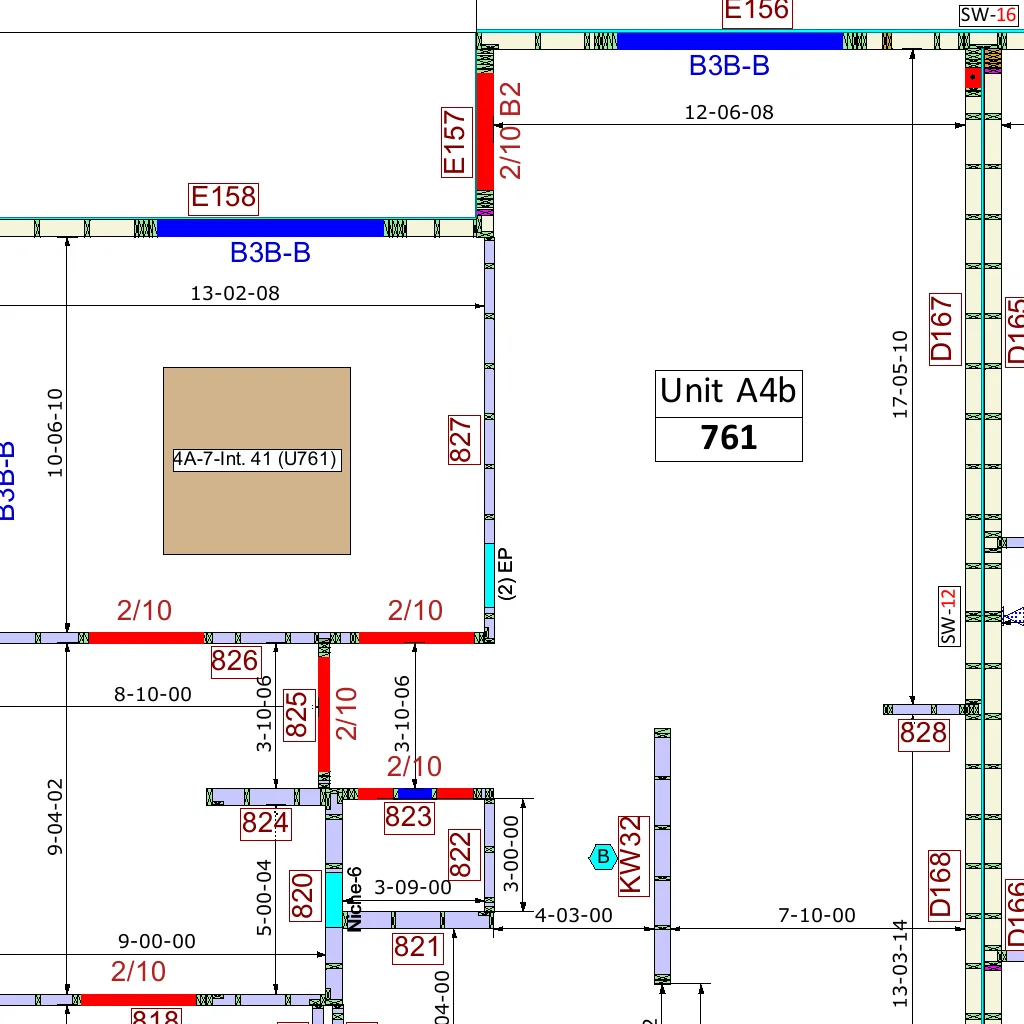 E156
SW-16
B3B-B
E157
2/10 B2
12-06-08
E158
B3B-B
13-02-08
D167
D165
17-05-10
Unit A4b
761
10-06-10
827
B3B-B
4A-7-Int. 41 (U761)
(2) EP
SW-12
2/10
2/10
826
8-10-00
3-10-06
825
2/10
3-10-06
828
2/10
9-04-02
824
823
822
3-00-00
B
KW32
D168
D166
820
Niche-6
3-09-00
5-00-04
4-03-00
7-10-00
821
9-00-00
2/10
04-00
13-03-14
818